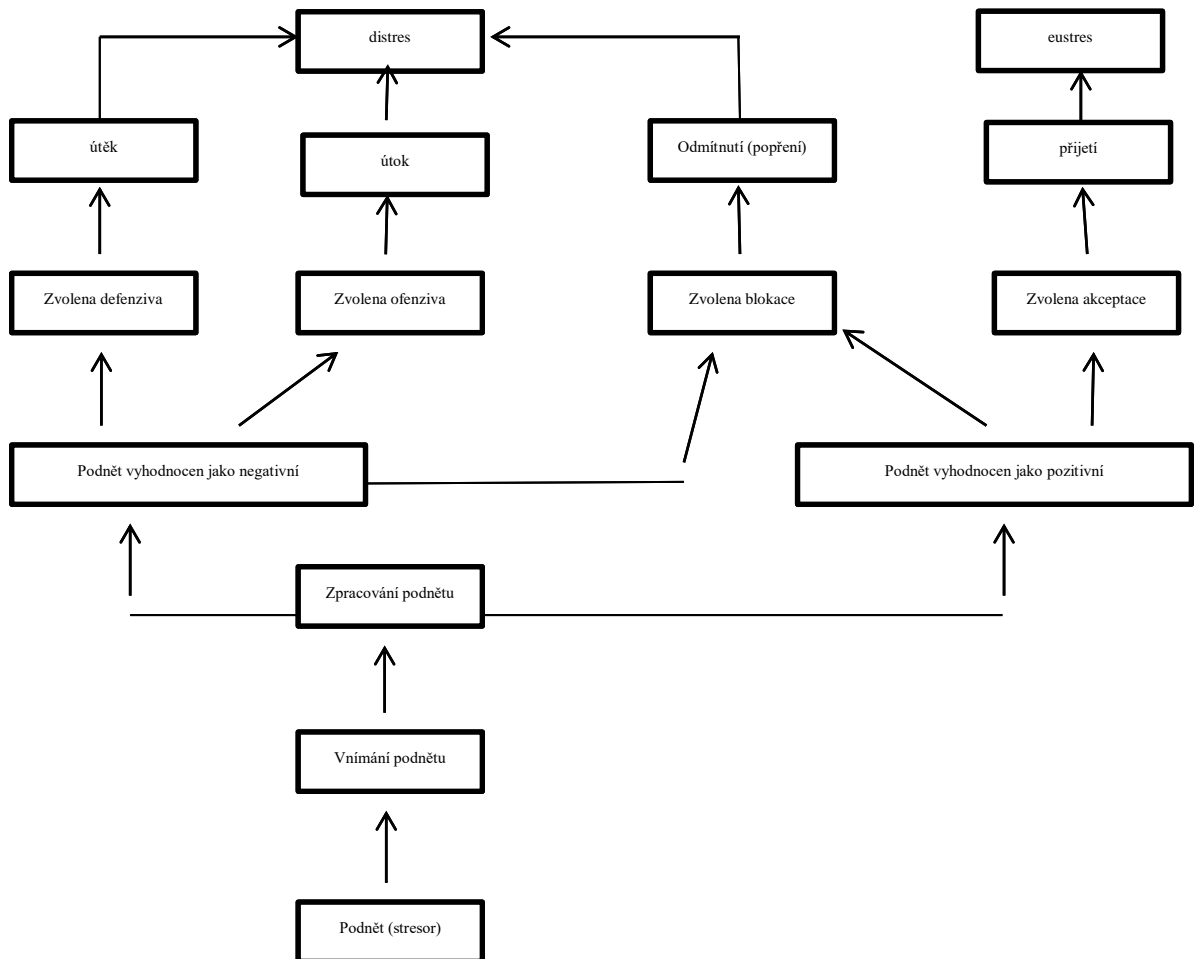 distres
eustres
útěk
útok
Odmítnutí (popření)
přijetí
Zvolena defenziva
Zvolena ofenziva
Zvolena blokace
Zvolena akceptace
Podnět vyhodnocen jako negativní
Podnět vyhodnocen jako pozitivní
Zpracování podnětu
Vnímání podnětu
Podnět (stresor)